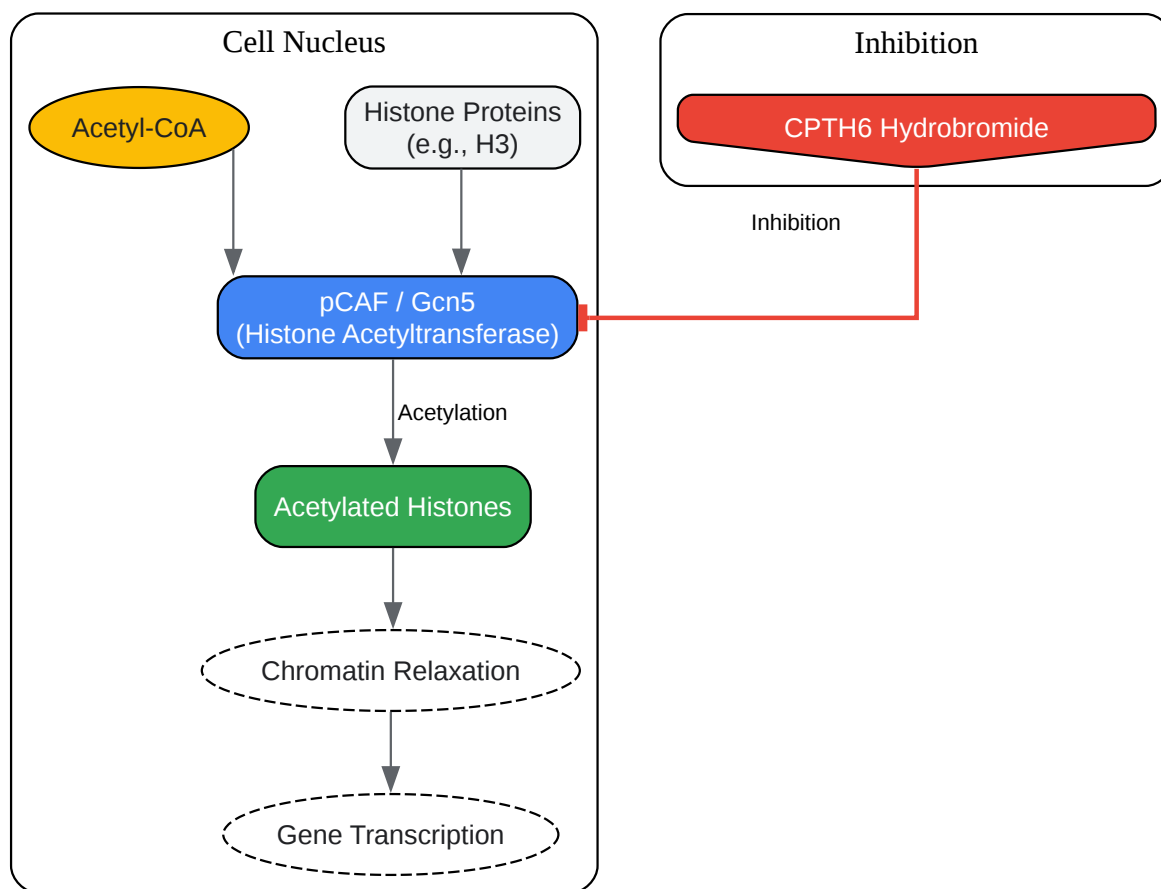 Cell Nucleus
Acetyl-CoA
Histone Proteins
(e.g., H3)
pCAF / Gcn5
(Histone Acetyltransferase)
Acetylation
Acetylated Histones
Chromatin Relaxation
Gene Transcription
Inhibition
CPTH6 Hydrobromide
Inhibition